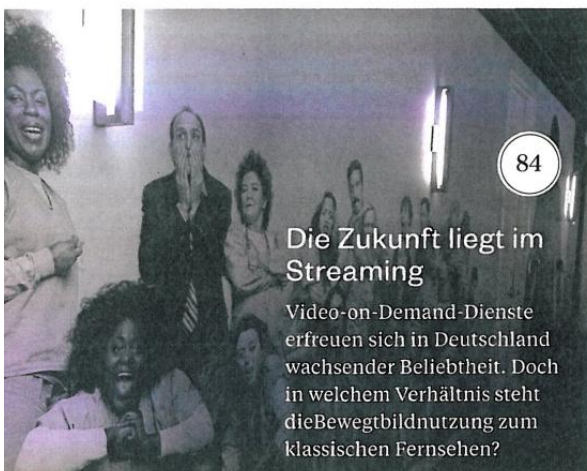 84
Die Zukunft liegt im
Streaming
Video-on-Demand-Dienste
erfreuen sich in Deutschland
wachsender Beliebtheit. Doch
in welchem Verhältnis steht
dieBewegtbildnutzung zum
klassischen Fernsehen?